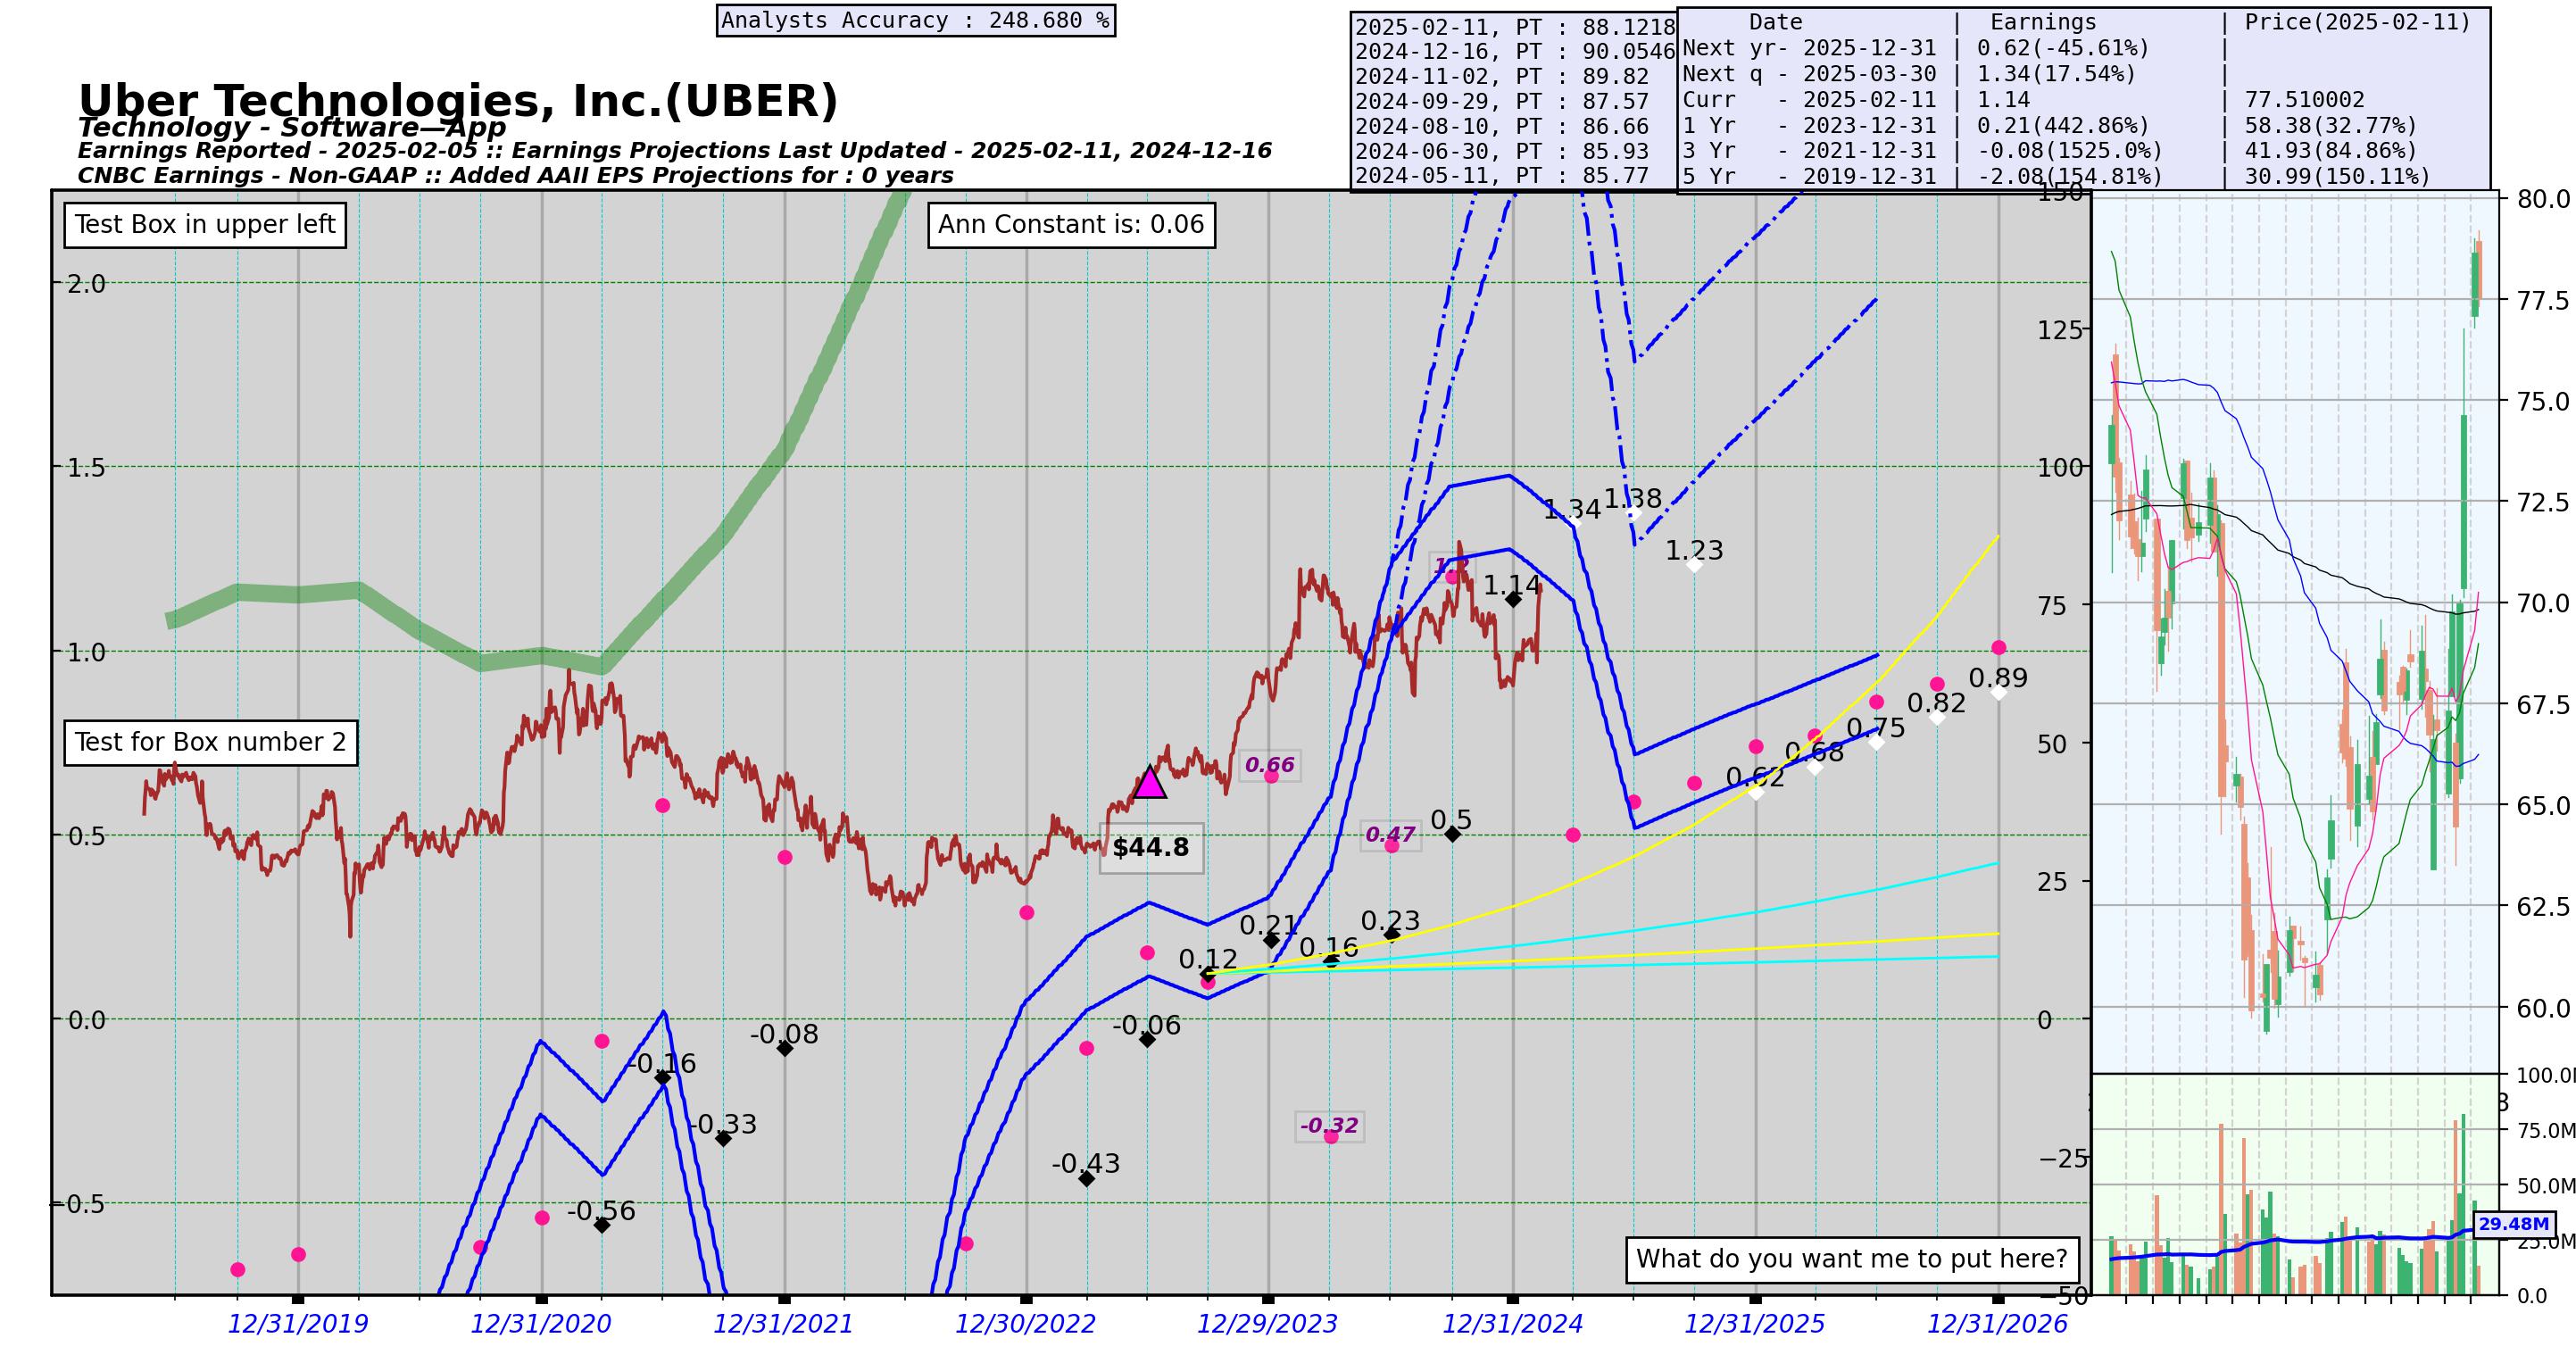 Analysts Accuracy : 248.680 %
2025-02-11, PT : 88.1218
2024-12-16, PT : 90.0546
2024-11-02, PT : 89.82
2024-09-29, PT : 87.57
2024-08-10, PT : 86.66
2024-06-30, PT : 85.93
2024-05-11, PT : 85.77
Date | Earnings | Price(2025-02-11)
Next yr- 2025-12-31 | 0.62(-45.61%) |
Next q - 2025-03-30 | 1.34(17.54%) |
Curr - 2025-02-11 | 1.14 | 77.510002
1 Yr - 2023-12-31 | 0.21(442.86%) | 58.38(32.77%)
3 Yr - 2021-12-31 | -0.08(1525.0%) | 41.93(84.86%)
5 Yr - 2019-12-31 | -2.08(154.81%) | 30.99(150.11%)
Uber Technologies, Inc.(UBER)
Technology - Software—App
Earnings Reported - 2025-02-05 :: Earnings Projections Last Updated - 2025-02-11, 2024-12-16
CNBC Earnings - Non-GAAP :: Added AAII EPS Projections for : 0 years
Test Box in upper left
Ann Constant is: 0.06
Test for Box number 2
What do you want me to put here?
2.0
1.5
1.0
0.5
0.0
−0.5
-0.56
-0.16
-0.33
-0.08
-0.43
-0.06
0.12
0.21
0.16
0.23
0.5
1.14
1.34
1.38
1.23
0.62
0.68
0.75
0.82
0.89
$44.8
0.66
-0.32
0.47
1.2
150
125
100
75
50
25
0
−25
−50
80.0
77.5
75.0
72.5
70.0
67.5
65.0
62.5
60.0
100.0M
75.0M
50.0M
29.48M
25.0M
0.0
12/31/2019
12/31/2020
12/31/2021
12/30/2022
12/29/2023
12/31/2024
12/31/2025
12/31/2026